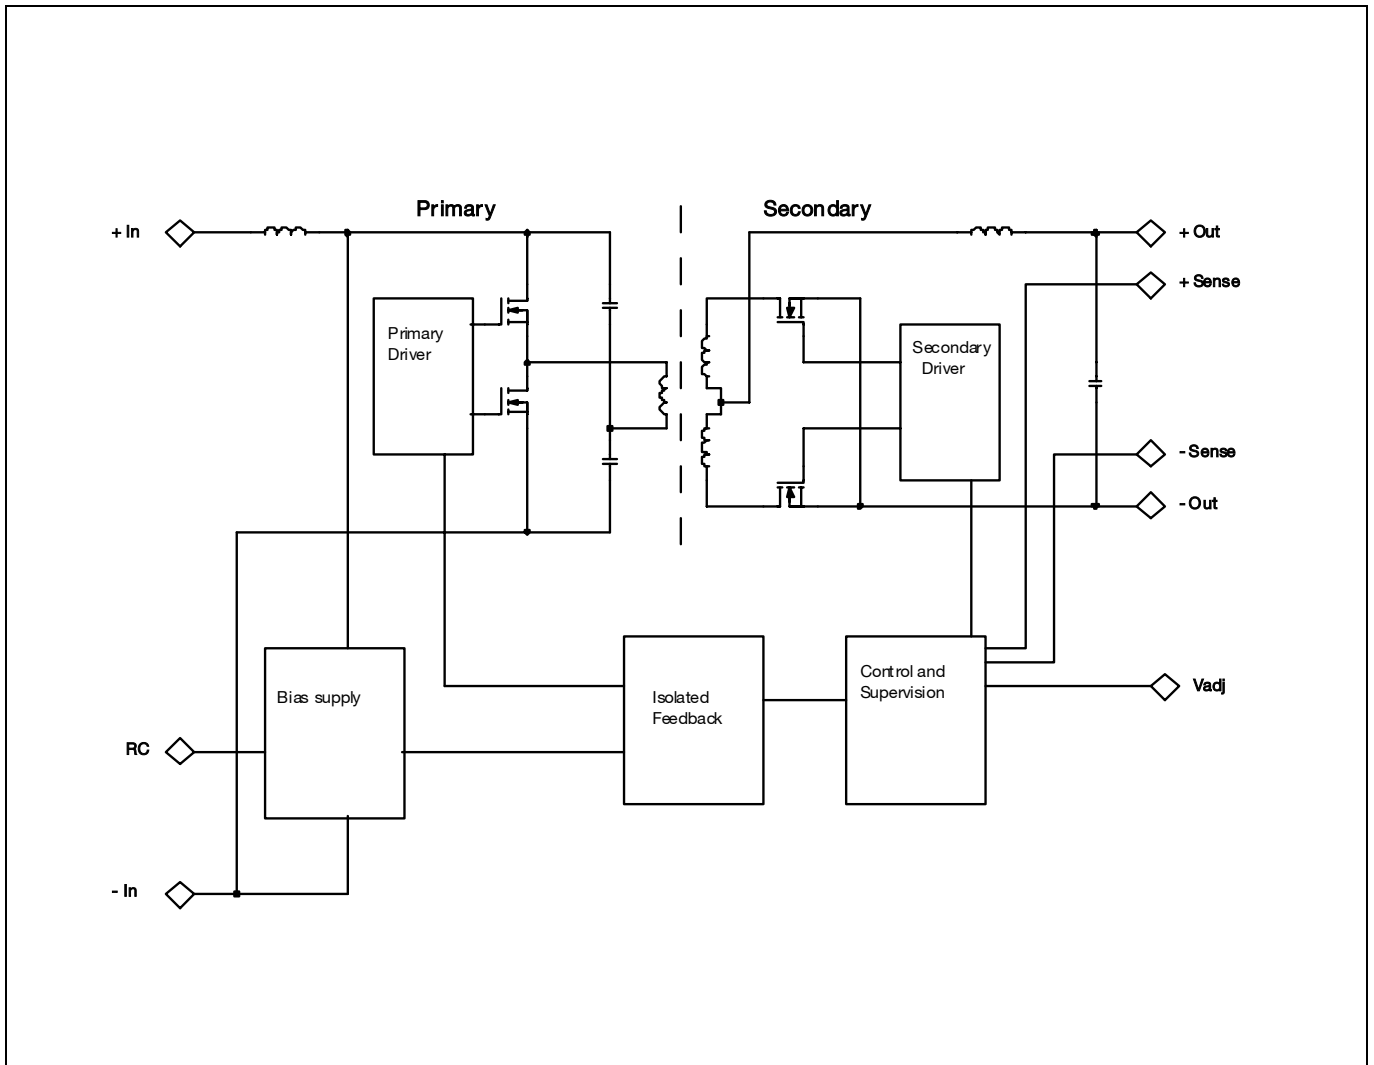 Primary
Secondary
+ In
+ Out
+ Sense
Primary
Driver
Secondary
Driver
- Sense
- Out
Control and
Supervision
Vadj
Bias supply
Isolated
Feedback
RC
- In